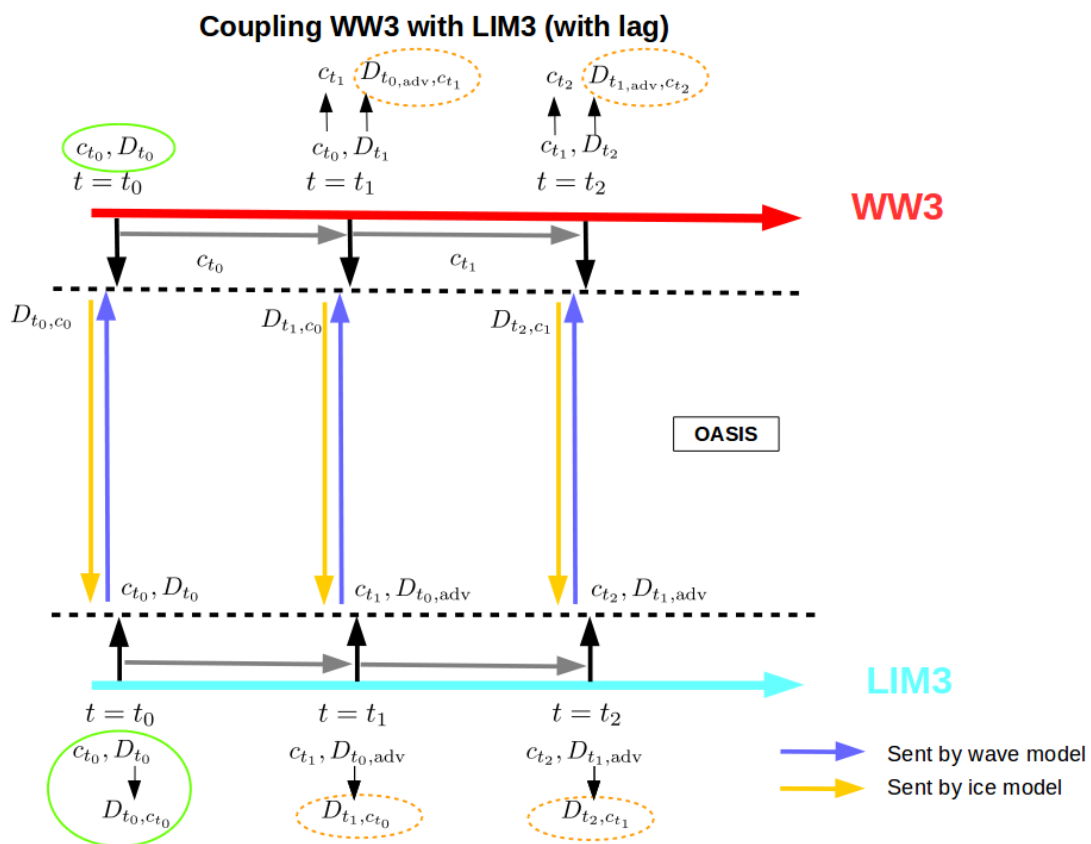 Coupling WW3 with LIM3 (with lag)
c_{t_1} D_{t_0,adv,c_{t_1}}
c_{t_2} D_{t_1,adv,c_{t_2}}
c_{t_0}, D_{t_0}
c_{t_0}, D_{t_1}
c_{t_1}, D_{t_2}
t = t_0
t = t_1
t = t_2
WW3
c_{t_0}
c_{t_1}
D_{t_0,c_0}
D_{t_1,c_0}
D_{t_2,c_1}
OASIS
c_{t_0}, D_{t_0}
c_{t_1}, D_{t_0,adv}
c_{t_2}, D_{t_1,adv}
LIM3
t = t_0
t = t_1
t = t_2
c_{t_0}, D_{t_0}
c_{t_1}, D_{t_0,adv}
c_{t_2}, D_{t_1,adv}
D_{t_0,c_{t_0}}
D_{t_1,c_{t_0}}
D_{t_2,c_{t_1}}
Sent by wave model
Sent by ice model